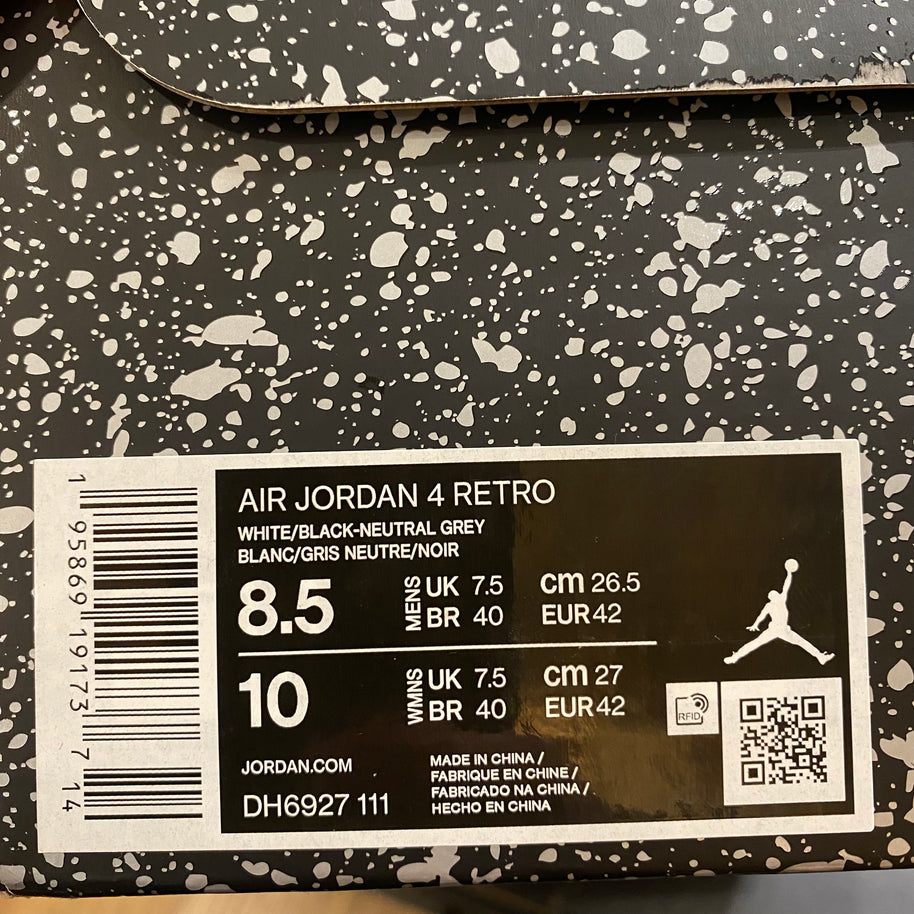 AIR JORDAN 4 RETRO
WHITE/BLACK-NEUTRAL GREY
BLANC/GRIS NEUTRE/NOIR
8.5 MENS UK 7.5 cm 26.5
BR 40 EUR 42
10 WMNS UK 7.5 cm 27
BR 40 EUR 42
RFID
JORDAN.COM
DH6927 111
MADE IN CHINA /
FABRIQUE EN CHINE /
FABRICADO NA CHINA /
HECHO EN CHINA
1 95869 19173 7 14